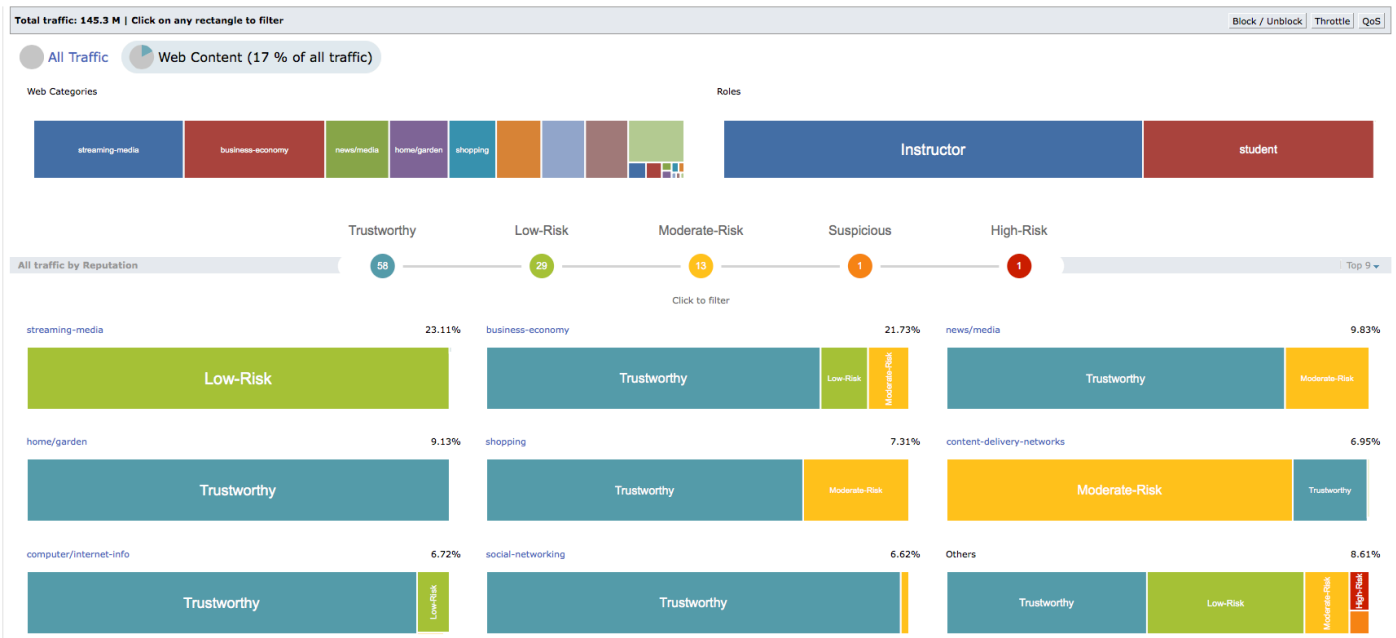 Total traffic: 145.3 M | Click on any rectangle to filter
Block / Unblock
Throttle
QoS
All Traffic
Web Content (17 % of all traffic)
Web Categories
Roles
streaming-media
business-economy
news/media
home/garden
shopping
Instructor
student
Trustworthy
Low-Risk
Moderate-Risk
Suspicious
High-Risk
All traffic by Reputation
58
29
13
1
1
Top 9
Click to filter
streaming-media
23.11%
business-economy
21.73%
news/media
9.83%
Low-Risk
Trustworthy
Low-Risk
Moderate-Risk
Trustworthy
Moderate-Risk
home/garden
9.13%
shopping
7.31%
content-delivery-networks
6.95%
Trustworthy
Trustworthy
Moderate-Risk
Moderate-Risk
Trustworthy
computer/internet-info
6.72%
social-networking
6.62%
Others
8.61%
Trustworthy
Low-Risk
Trustworthy
Trustworthy
Low-Risk
Moderate-Risk
High-Risk